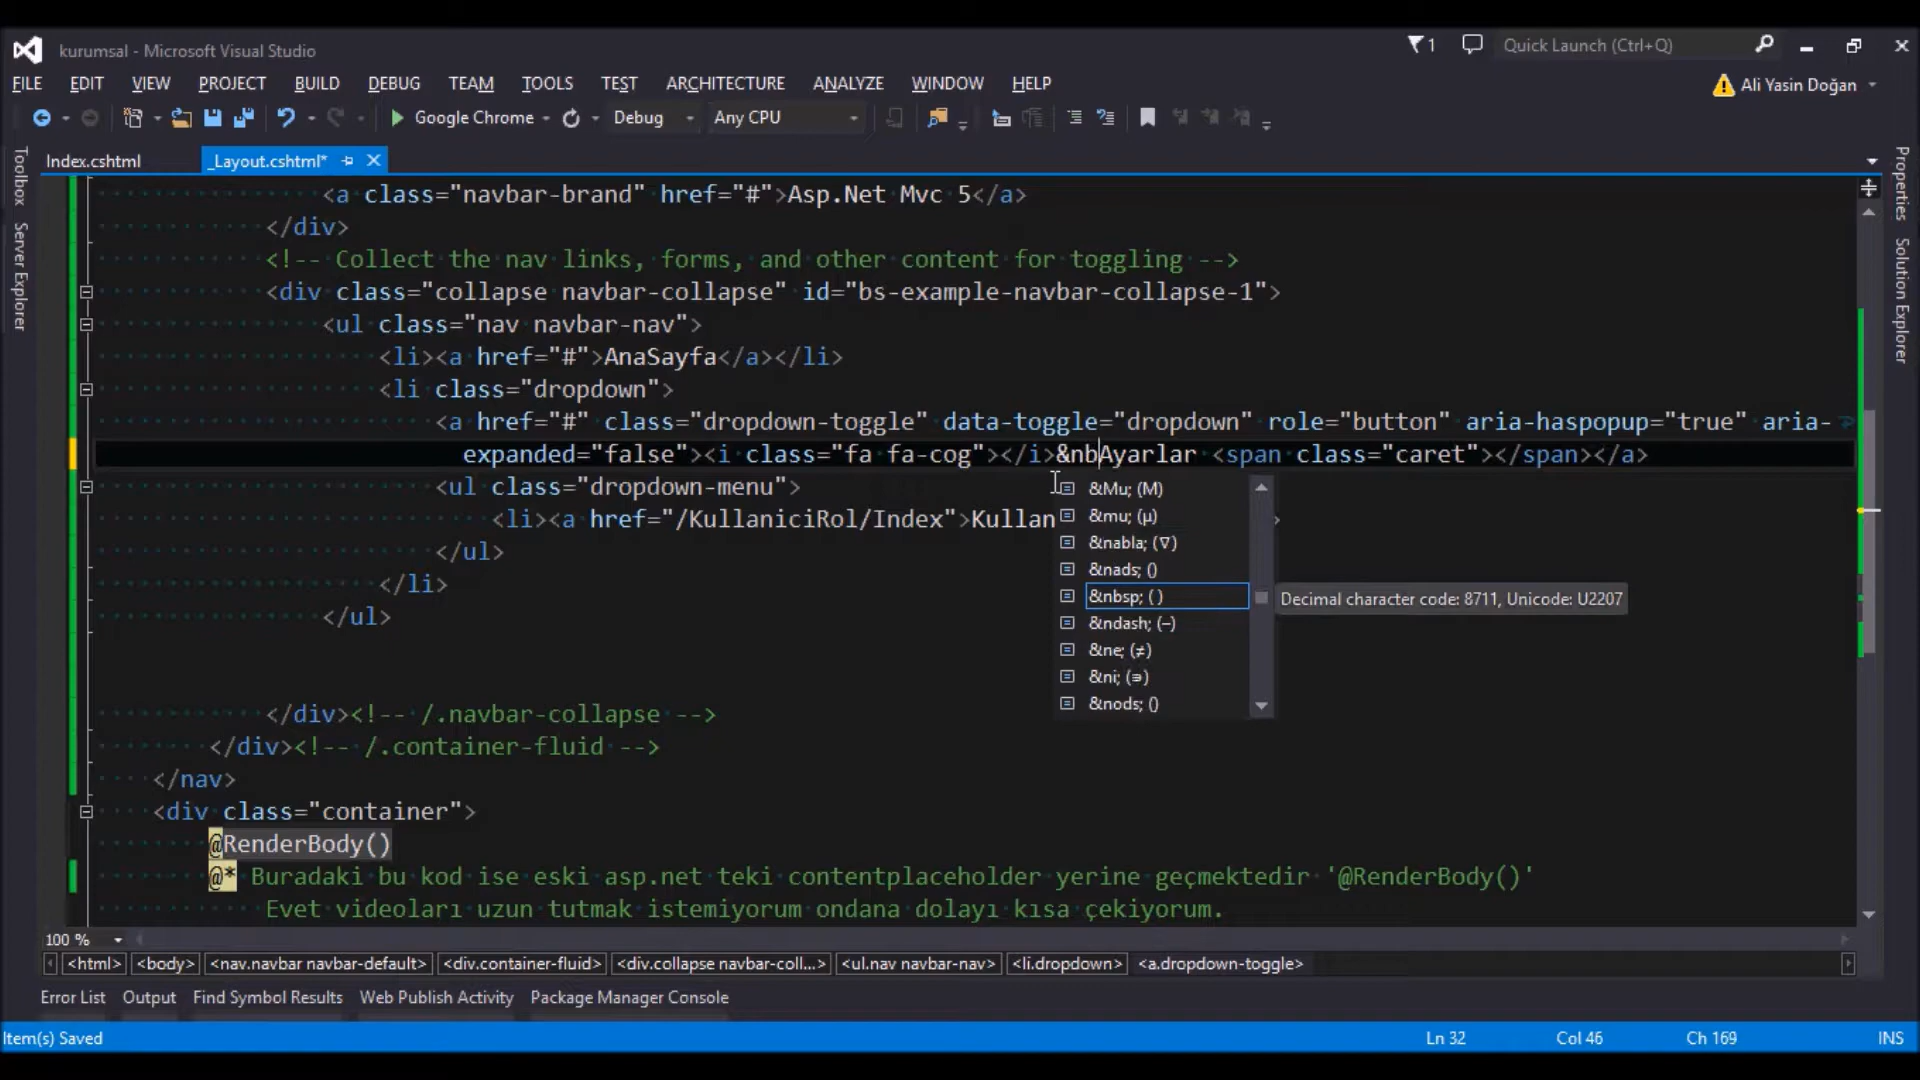 kurumsal - Microsoft Visual Studio
1
Quick Launch (Ctrl+Q)
FILE EDIT VIEW PROJECT BUILD DEBUG TEAM TOOLS TEST ARCHITECTURE ANALYZE WINDOW HELP
Ali Yasin Doğan
Google Chrome Debug Any CPU
Toolbox
Server Explorer
Properties
Solution Explorer
Index.cshtml _Layout.cshtml*
<a class="navbar-brand" href="#">Asp.Net Mvc 5</a>
</div>
<!-- Collect the nav links, forms, and other content for toggling -->
<div class="collapse navbar-collapse" id="bs-example-navbar-collapse-1">
<ul class="nav navbar-nav">
<li><a href="#">AnaSayfa</a></li>
<li class="dropdown">
<a href="#" class="dropdown-toggle" data-toggle="dropdown" role="button" aria-haspopup="true" aria-
expanded="false"><i class="fa fa-cog"></i>&nbAyarlar <span class="caret"></span></a>
<ul class="dropdown-menu">
<li><a href="/KullaniciRol/Index">Kullan
</ul>
</li>
</ul>
&Mu; (Μ)
&mu; (μ)
&nabla; (∇)
&nads; ()
&nbsp; ( )
&ndash; (–)
&ne; (≠)
&ni; (∋)
&nods; ()
Decimal character code: 8711, Unicode: U2207
</div><!-- /.navbar-collapse -->
</div><!-- /.container-fluid -->
</nav>
<div class="container">
@RenderBody()
@* Buradaki bu kod ise eski asp.net teki contentplaceholder yerine geçmektedir '@RenderBody()'
Evet videoları uzun tutmak istemiyorum ondana dolayı kısa çekiyorum.
100 %
<html> <body> <nav.navbar navbar-default> <div.container-fluid> <div.collapse navbar-coll...> <ul.nav navbar-nav> <li.dropdown> <a.dropdown-toggle>
Error List Output Find Symbol Results Web Publish Activity Package Manager Console
Item(s) Saved Ln 32 Col 46 Ch 169 INS